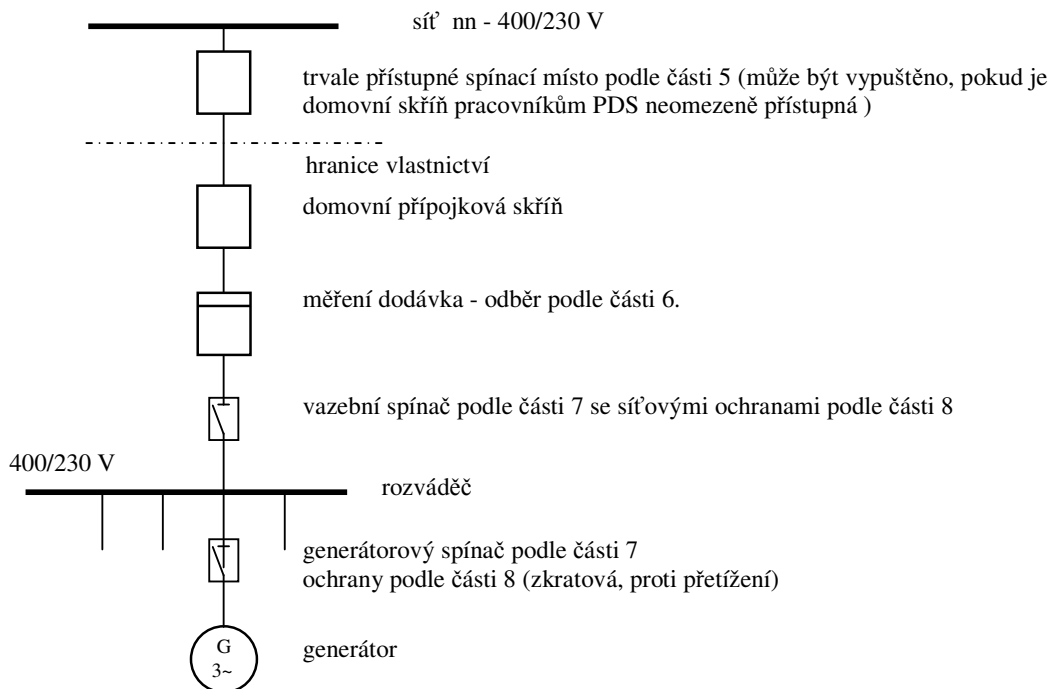 síť nn - 400/230 V
trvale přístupné spínací místo podle části 5 (může být vypuštěno, pokud je
domovní skříň pracovníkům PDS neomezeně přístupná )
hranice vlastnictví
domovní přípojková skříň
měření dodávka - odběr podle části 6.
vazební spínač podle části 7 se síťovými ochranami podle části 8
400/230 V
rozváděč
generátorový spínač podle části 7
ochrany podle části 8 (zkratová, proti přetížení)
G
3~
generátor